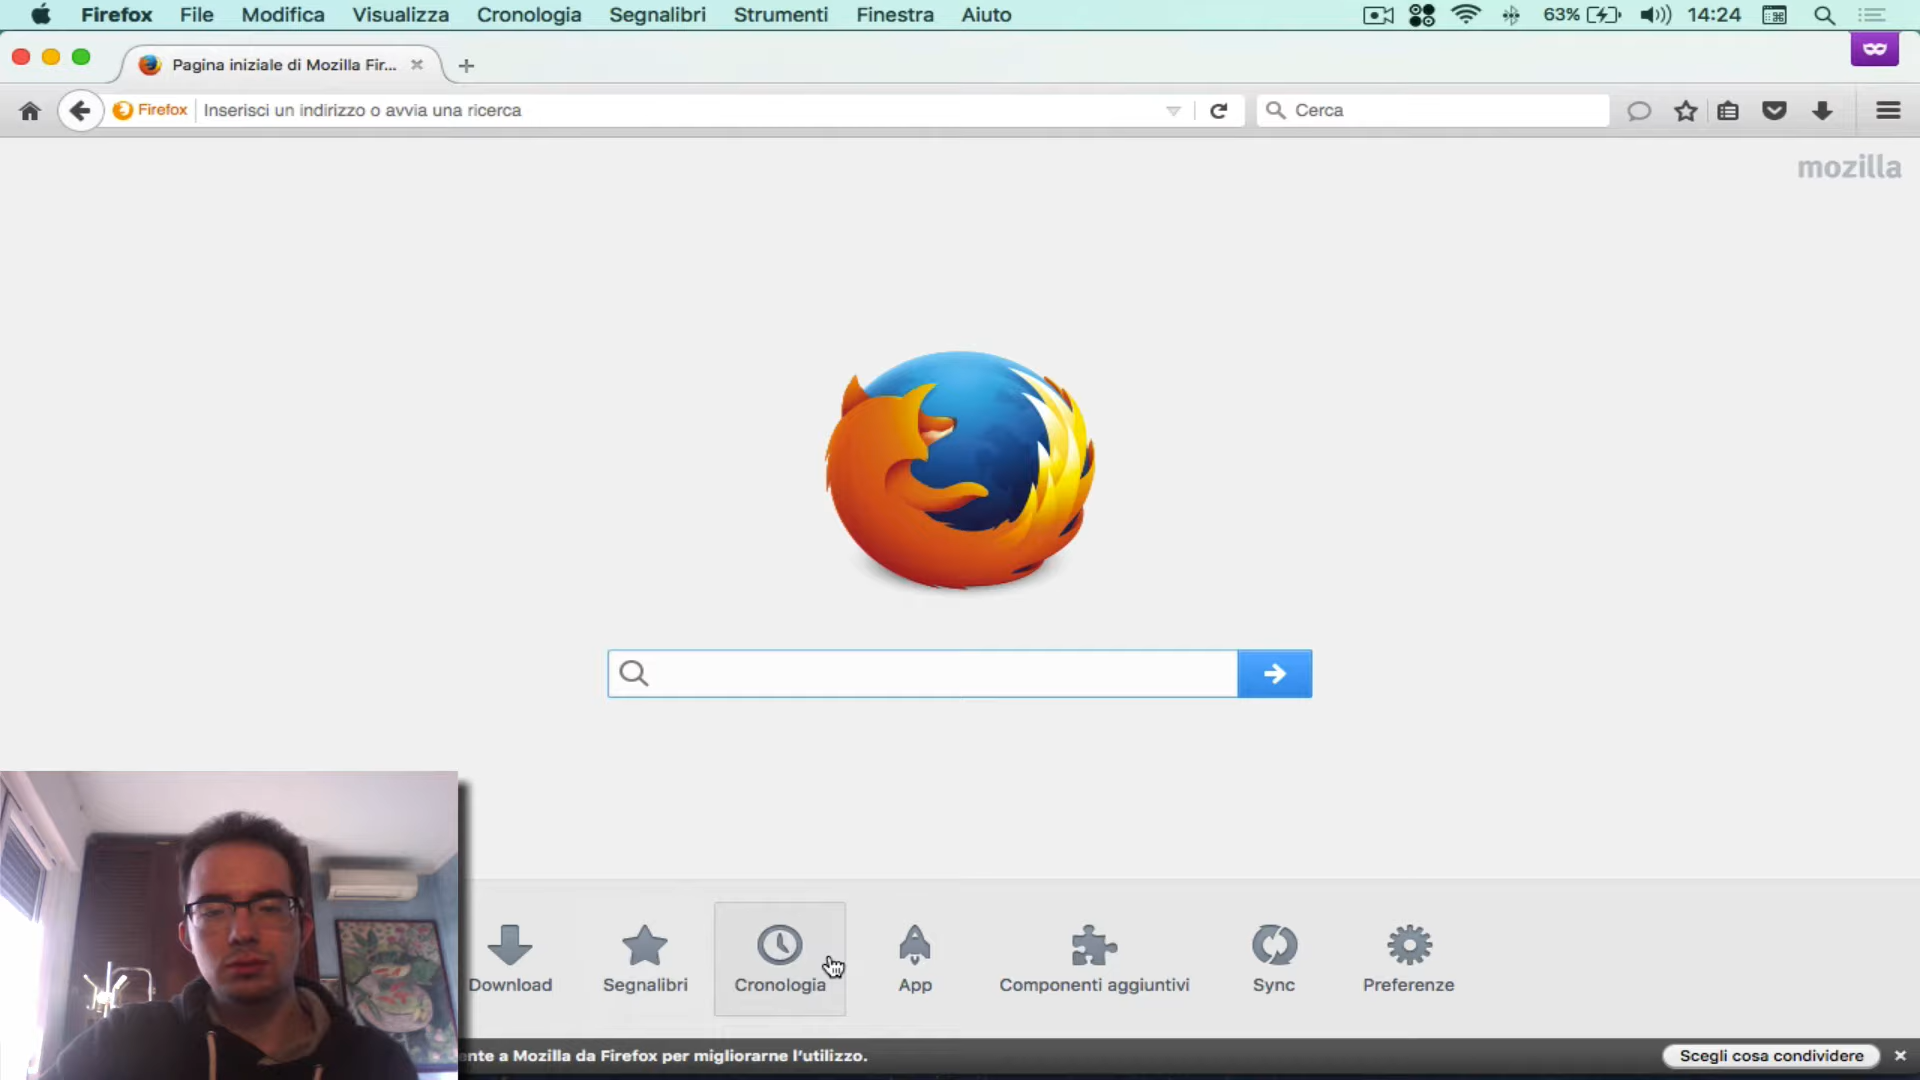 Firefox File Modifica Visualizza Cronologia Segnalibri Strumenti Finestra Aiuto 63% 14:24
Pagina iniziale di Mozilla Fir...
Firefox Inserisci un indirizzo o avvia una ricerca Cerca
mozilla
Download Segnalibri Cronologia App Componenti aggiuntivi Sync Preferenze
a Mozilla da Firefox per migliorarne l'utilizzo. Scegli cosa condividere